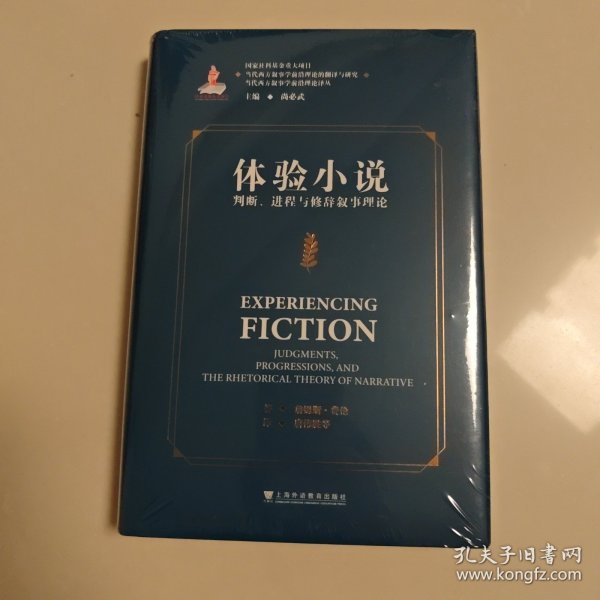 国家社科基金重大项目
当代西方叙事学前沿理论的翻译与研究
当代西方叙事学前沿理论译丛
主编 ◆ 尚必武
体验小说
判断、进程与修辞叙事理论
EXPERIENCING
FICTION
JUDGMENTS,
PROGRESSIONS, AND
THE RHETORICAL THEORY OF NARRATIVE
上海外语教育出版社
孔夫子旧书网
www.kongfz.com